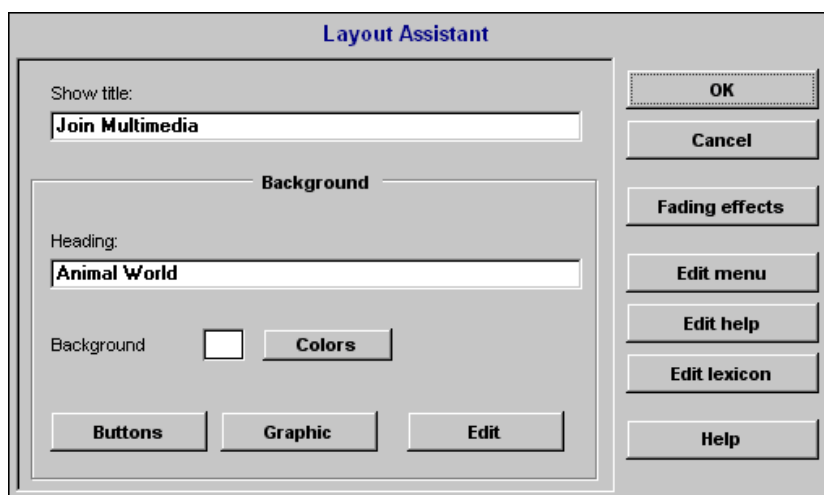 Layout Assistant
Show title:
Join Multimedia
Background
Heading:
Animal World
Background
Colors
Buttons
Graphic
Edit
OK
Cancel
Fading effects
Edit menu
Edit help
Edit lexicon
Help